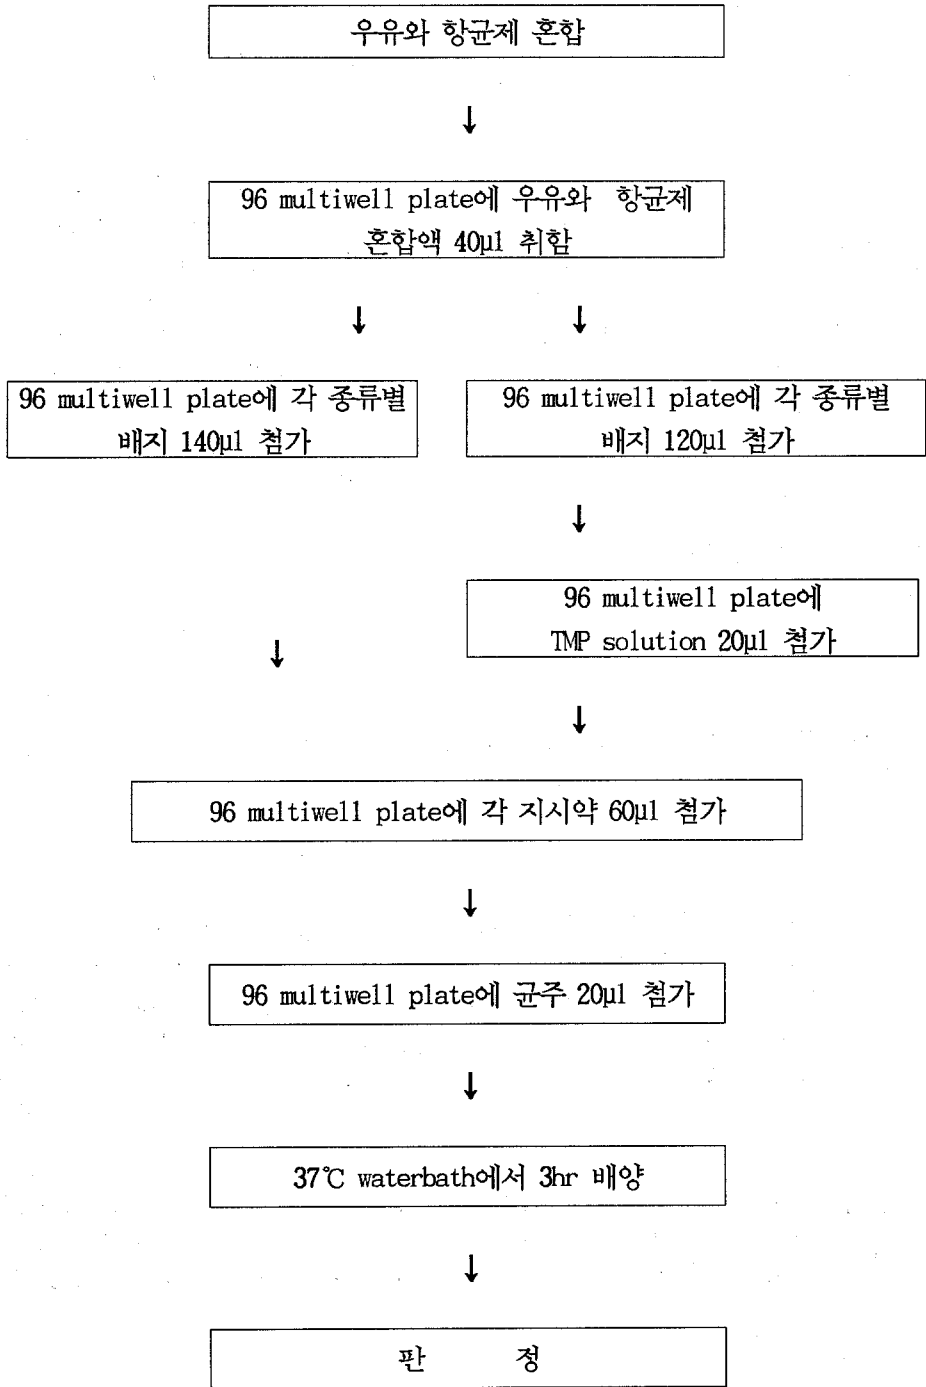 우유와 항균제 혼합
↓
96 multiwell plate에 우유와 항균제
혼합액 40µl 취함
↓ ↓
96 multiwell plate에 각 종류별
배지 140µl 첨가
96 multiwell plate에 각 종류별
배지 120µl 첨가
↓
96 multiwell plate에
TMP solution 20µl 첨가
↓
↓
96 multiwell plate에 각 지시약 60µl 첨가
↓
96 multiwell plate에 균주 20µl 첨가
↓
37℃ waterbath에서 3hr 배양
↓
판 정